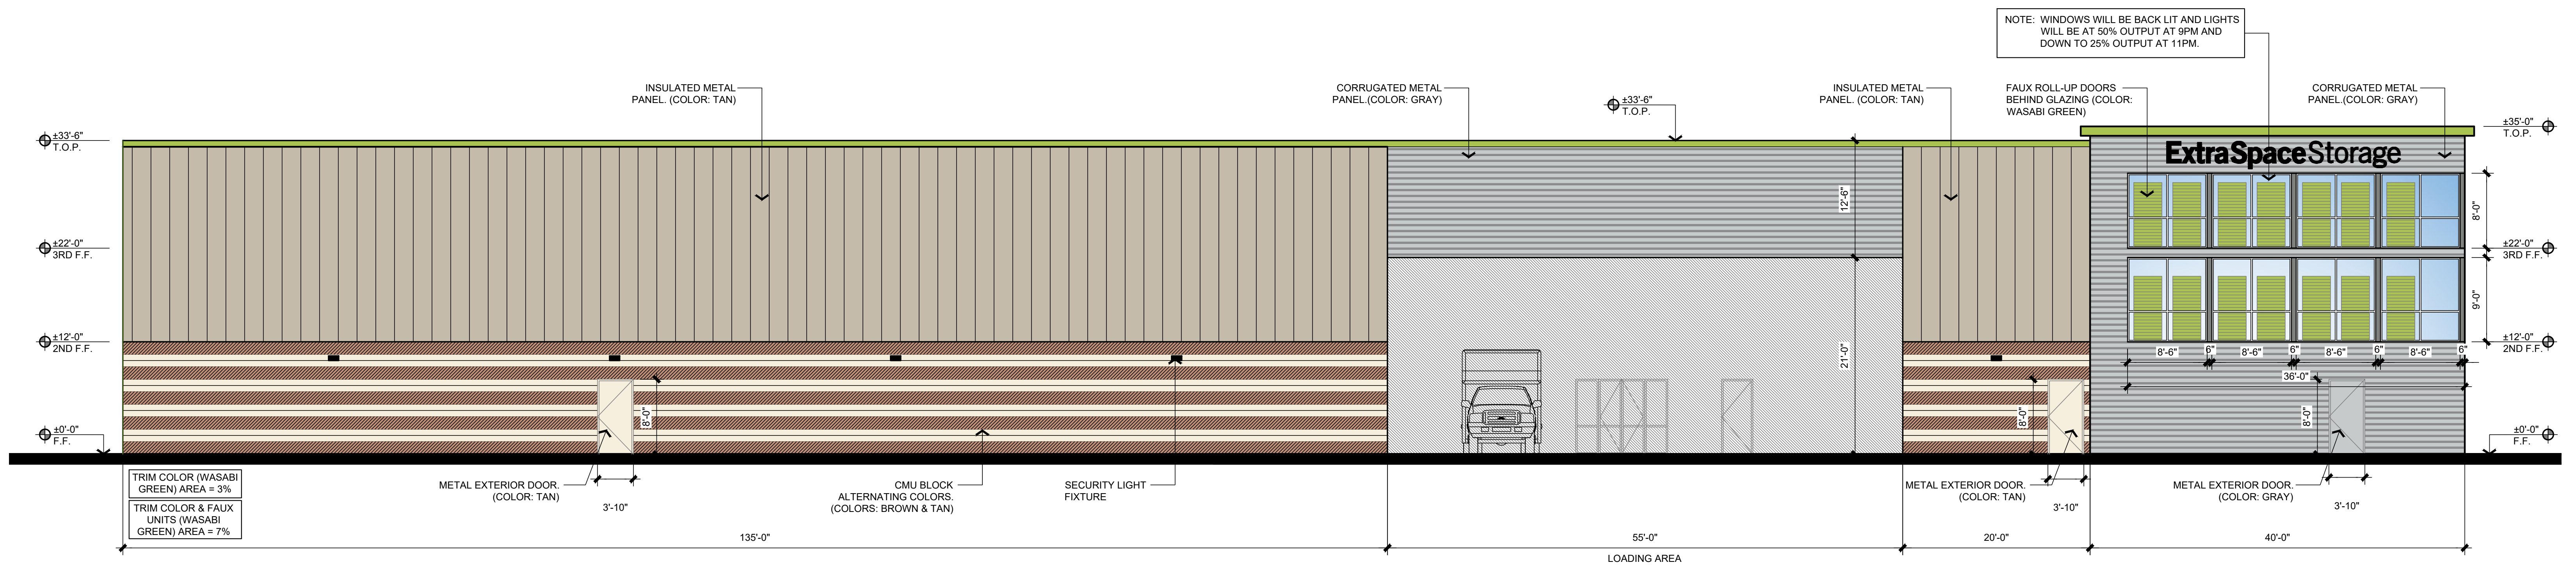 NOTE: WINDOWS WILL BE BACK LIT AND LIGHTS
WILL BE AT 50% OUTPUT AT 9PM AND
DOWN TO 25% OUTPUT AT 11PM.
INSULATED METAL
PANEL. (COLOR: TAN)
CORRUGATED METAL
PANEL.(COLOR: GRAY)
±33'-6"
T.O.P.
INSULATED METAL
PANEL. (COLOR: TAN)
FAUX ROLL-UP DOORS
BEHIND GLAZING (COLOR:
WASABI GREEN)
CORRUGATED METAL
PANEL.(COLOR: GRAY)
±33'-6"
T.O.P.
±35'-0"
T.O.P.
ExtraSpaceStorage
12'-6"
8'-0"
±22'-0"
3RD F.F.
±22'-0"
3RD F.F.
9'-0"
±12'-0"
2ND F.F.
±12'-0"
2ND F.F.
21'-0"
8'-6" 6" 8'-6" 6" 8'-6" 6" 8'-6" 6"
36'-0"
8'-0"
8'-0"
8'-0"
±0'-0"
F.F.
±0'-0"
F.F.
TRIM COLOR (WASABI
GREEN) AREA = 3%
TRIM COLOR & FAUX
UNITS (WASABI
GREEN) AREA = 7%
METAL EXTERIOR DOOR.
(COLOR: TAN)
3'-10"
CMU BLOCK
ALTERNATING COLORS.
(COLORS: BROWN & TAN)
SECURITY LIGHT
FIXTURE
METAL EXTERIOR DOOR.
(COLOR: TAN)
3'-10"
METAL EXTERIOR DOOR.
(COLOR: GRAY)
3'-10"
135'-0"
55'-0"
LOADING AREA
20'-0"
40'-0"